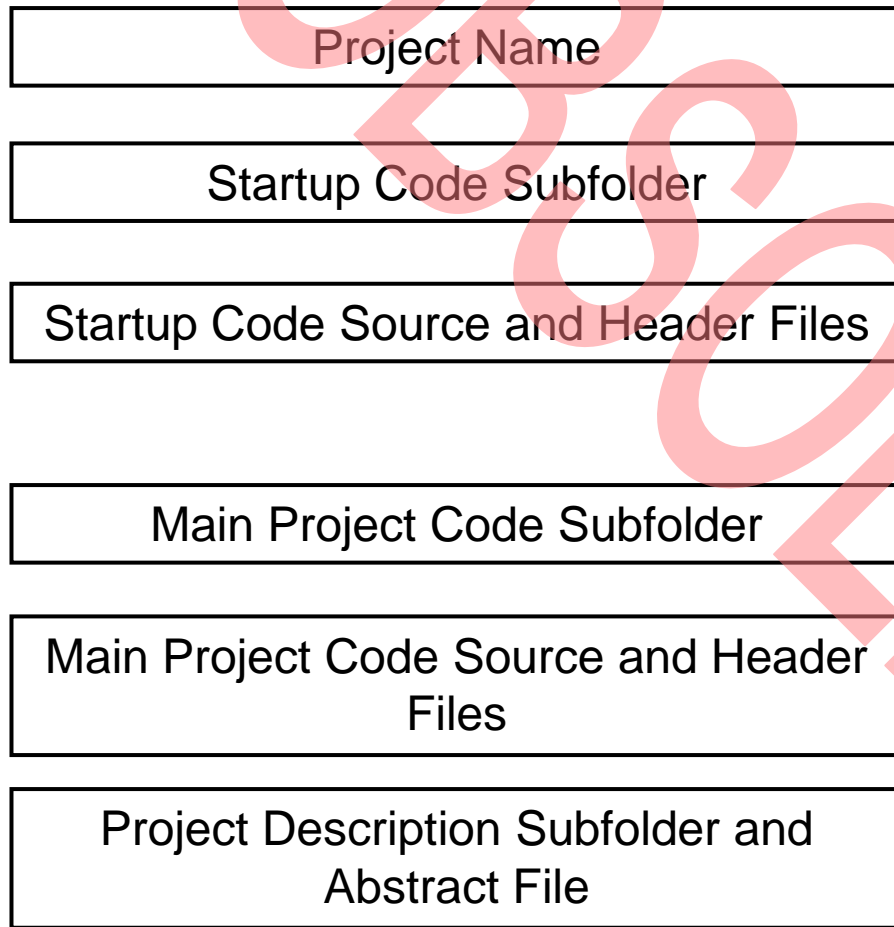 Project Name
Startup Code Subfolder
Startup Code Source and Header Files
Main Project Code Subfolder
Main Project Code Source and Header
Files
Project Description Subfolder and
Abstract File